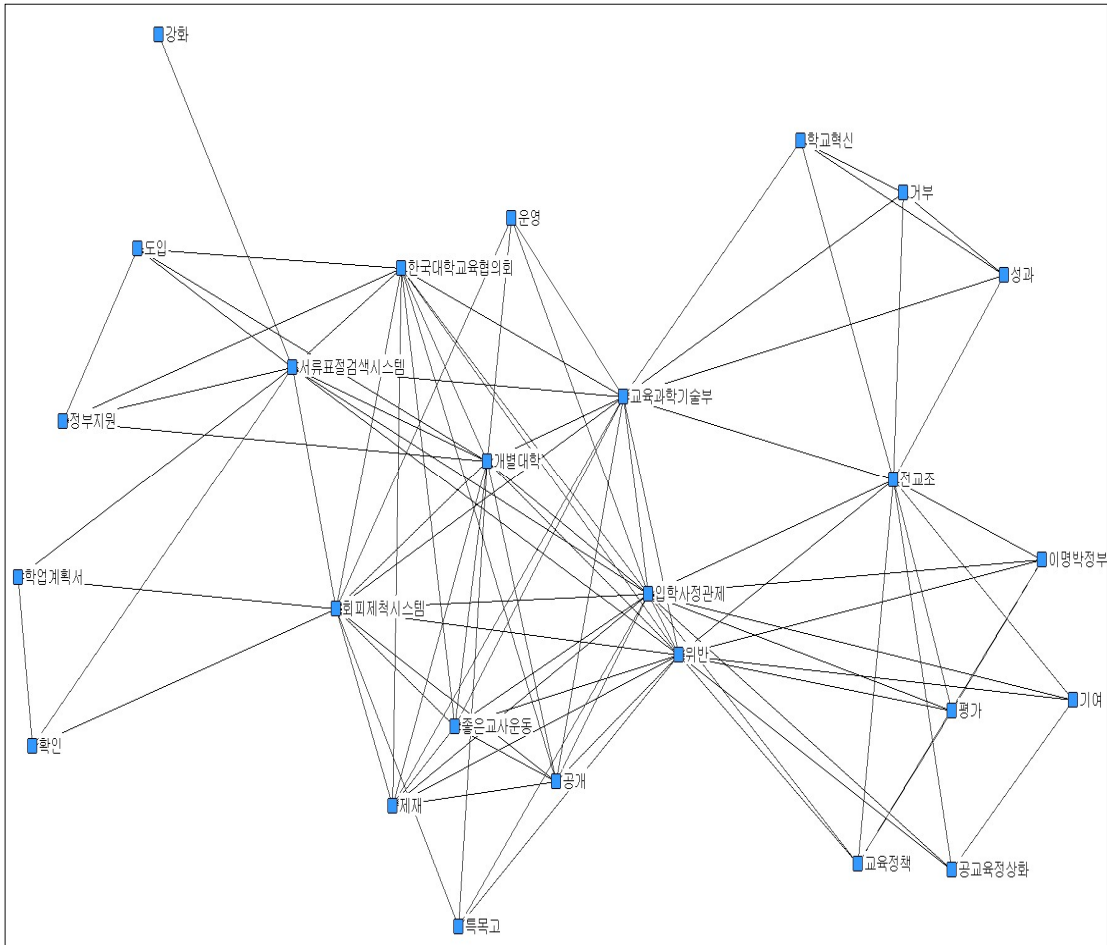 강화
학교혁신
거부
운영
도입
한국대학교육협의회
성과
서류표절검색시스템
교육과학기술부
정부지원
개별대학
전교조
이명박정부
학업계획서
입학사정관제
회피제척시스템
위반
기여
평가
좋은교사운동
확인
공개
제재
교육정책
공교육정상화
특목고